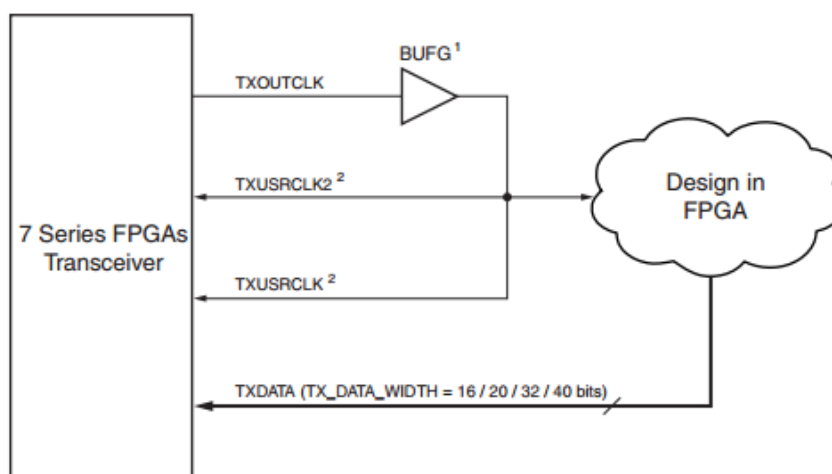 BUFG 1
TXOUTCLK
TXUSRCLK2 2
Design in
FPGA
7 Series FPGAs
Transceiver
TXUSRCLK 2
TXDATA (TX_DATA_WIDTH = 16 / 20 / 32 / 40 bits)